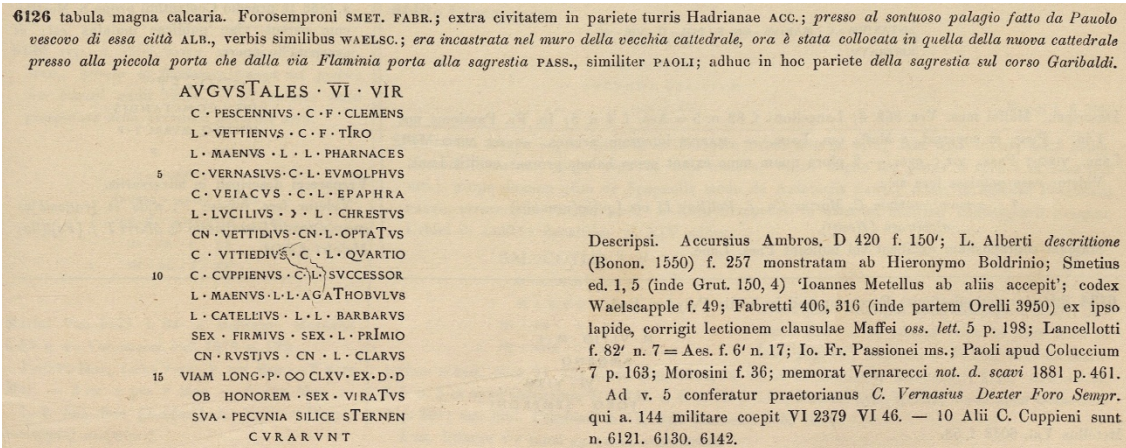 6126 tabula magna calcaria. Forosemproni SMET. FABR.; extra civitatem in pariete turris Hadrianae ACC.; presso al sontuoso palagio fatto da Pauolo
vescovo di essa città ALB., verbis similibus WAELSC.; era incastrata nel muro della vecchia cattedrale, ora è stata collocata in quella della nuova cattedrale
presso alla piccola porta che dalla via Flaminia porta alla sagrestia PASS., similiter PAOLI; adhuc in hoc pariete della sagrestia sul corso Garibaldi.
AVGVSTALES · V̅I̅ · VIR
C · PESCENNIVS · C · F · CLEMENS
L · VETTIENVS · C · F · TIRO
L · MAENVS · L · L · PHARNACES
5 C · VERNASIVS · C · L · EVMOLPHVS
C · VEIACVS · C · L · EPAPHRA
L · LVCILIVS · Ɔ · L · CHRESTVS
CN · VETTIDIVS · CN · L · OPTATVS
C · VITTIEDIVS · C · L · QVARTIO
10 C · CVPPIENVS · C · L · SVCCESSOR
L · MAENVS · L · L · AGATHOBVLVS
L · CATELLIVS · L · L · BARBARVS
SEX · FIRMIVS · SEX · L · PRIMIO
CN · RVSTIVS · CN · L · CLARVS
15 VIAM LONG · P · ∞ CLXV · EX · D · D
OB HONOREM · SEX · VIRATVS
SVA · PECVNIA SILICE STERNEN
CVRARVNT
Descripsi. Accursius Ambros. D 420 f. 150'; L. Alberti descrittione
(Bonon. 1550) f. 257 monstratam ab Hieronymo Boldrinio; Smetius
ed. 1, 5 (inde Grut. 150, 4) 'Ioannes Metellus ab aliis accepit'; codex
Waelscapple f. 49; Fabretti 406, 316 (inde partem Orelli 3950) ex ipso
lapide, corrigit lectionem clausulae Maffei oss. lett. 5 p. 198; Lancellotti
f. 82' n. 7 = Aes. f. 6' n. 17; Io. Fr. Passionei ms.; Paoli apud Coluccium
7 p. 163; Morosini f. 36; memorat Vernarecci not. d. scavi 1881 p. 461.
Ad v. 5 conferatur praetorianus C. Vernasius Dexter Foro Sempr.
qui a. 144 militare coepit VI 2379 VI 46. — 10 Alii C. Cuppieni sunt
n. 6121. 6130. 6142.